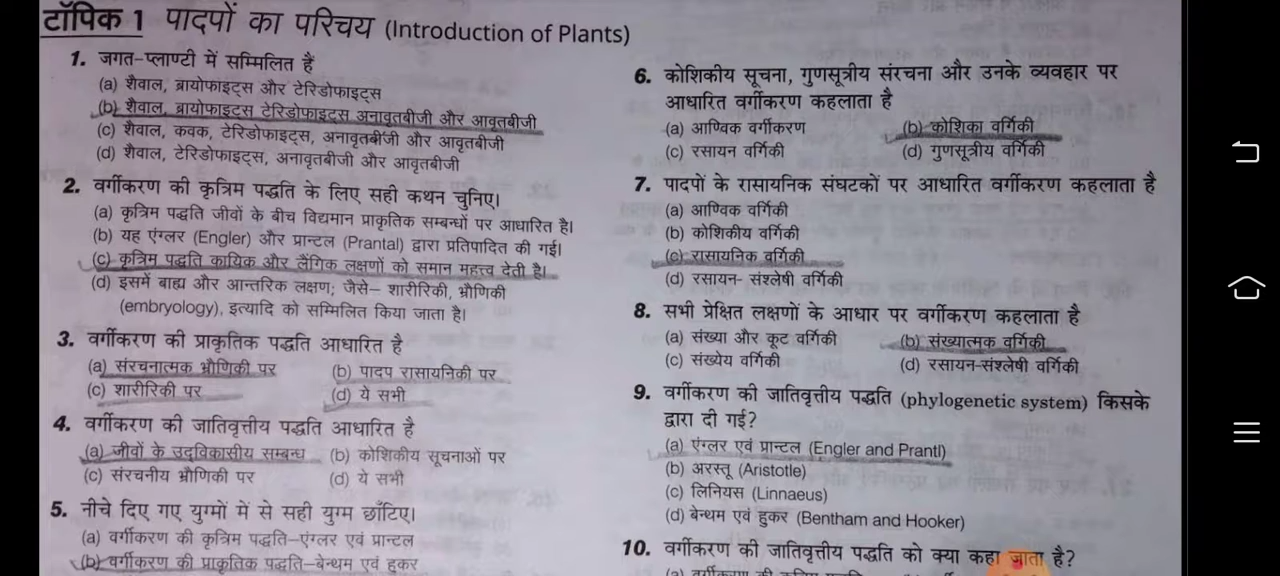 टॉपिक 1 पादपों का परिचय (Introduction of Plants)
1. जगत-प्लाण्टी में सम्मिलित हैं
(a) शैवाल, ब्रायोफाइट्स और टेरिडोफाइट्स
(b) शैवाल, ब्रायोफाइट्स टेरिडोफाइट्स अनावृतबीजी और आवृतबीजी
(c) शैवाल, कवक, टेरिडोफाइट्स, अनावृतबीजी और आवृतबीजी
(d) शैवाल, टेरिडोफाइट्स, अनावृतबीजी और आवृतबीजी
2. वर्गीकरण की कृत्रिम पद्धति के लिए सही कथन चुनिए।
(a) कृत्रिम पद्धति जीवों के बीच विद्यमान प्राकृतिक सम्बन्धों पर आधारित है।
(b) यह एंग्लर (Engler) और प्रान्टल (Prantal) द्वारा प्रतिपादित की गई।
(c) कृत्रिम पद्धति कायिक और लैंगिक लक्षणों को समान महत्त्व देती है।
(d) इसमें बाह्य और आन्तरिक लक्षण; जैसे– शारीरिकी, भ्रौणिकी
(embryology), इत्यादि को सम्मिलित किया जाता है।
3. वर्गीकरण की प्राकृतिक पद्धति आधारित है
(a) संरचनात्मक भ्रौणिकी पर (b) पादप रासायनिकी पर
(c) शारीरिकी पर (d) ये सभी
4. वर्गीकरण की जातिवृत्तीय पद्धति आधारित है
(a) जीवों के उद्विकासीय सम्बन्ध (b) कोशिकीय सूचनाओं पर
(c) संरचनीय भ्रौणिकी पर (d) ये सभी
5. नीचे दिए गए युग्मों में से सही युग्म छाँटिए।
(a) वर्गीकरण की कृत्रिम पद्धति–एंग्लर एवं प्रान्टल
(b) वर्गीकरण की प्राकृतिक पद्धति–बेन्थम एवं हुकर
6. कोशिकीय सूचना, गुणसूत्रीय संरचना और उनके व्यवहार पर
आधारित वर्गीकरण कहलाता है
(a) आण्विक वर्गीकरण (b) कोशिका वर्गिकी
(c) रसायन वर्गिकी (d) गुणसूत्रीय वर्गिकी
7. पादपों के रासायनिक संघटकों पर आधारित वर्गीकरण कहलाता है
(a) आण्विक वर्गिकी
(b) कोशिकीय वर्गिकी
(c) रासायनिक वर्गिकी
(d) रसायन- संश्लेषी वर्गिकी
8. सभी प्रेक्षित लक्षणों के आधार पर वर्गीकरण कहलाता है
(a) संख्या और कूट वर्गिकी (b) संख्यात्मक वर्गिकी
(c) संख्येय वर्गिकी (d) रसायन-संश्लेषी वर्गिकी
9. वर्गीकरण की जातिवृत्तीय पद्धति (phylogenetic system) किसके
द्वारा दी गई?
(a) एंग्लर एवं प्रान्टल (Engler and Prantl)
(b) अरस्तू (Aristotle)
(c) लिनियस (Linnaeus)
(d) बेन्थम एवं हुकर (Bentham and Hooker)
10. वर्गीकरण की जातिवृत्तीय पद्धति को क्या कहा जाता है?